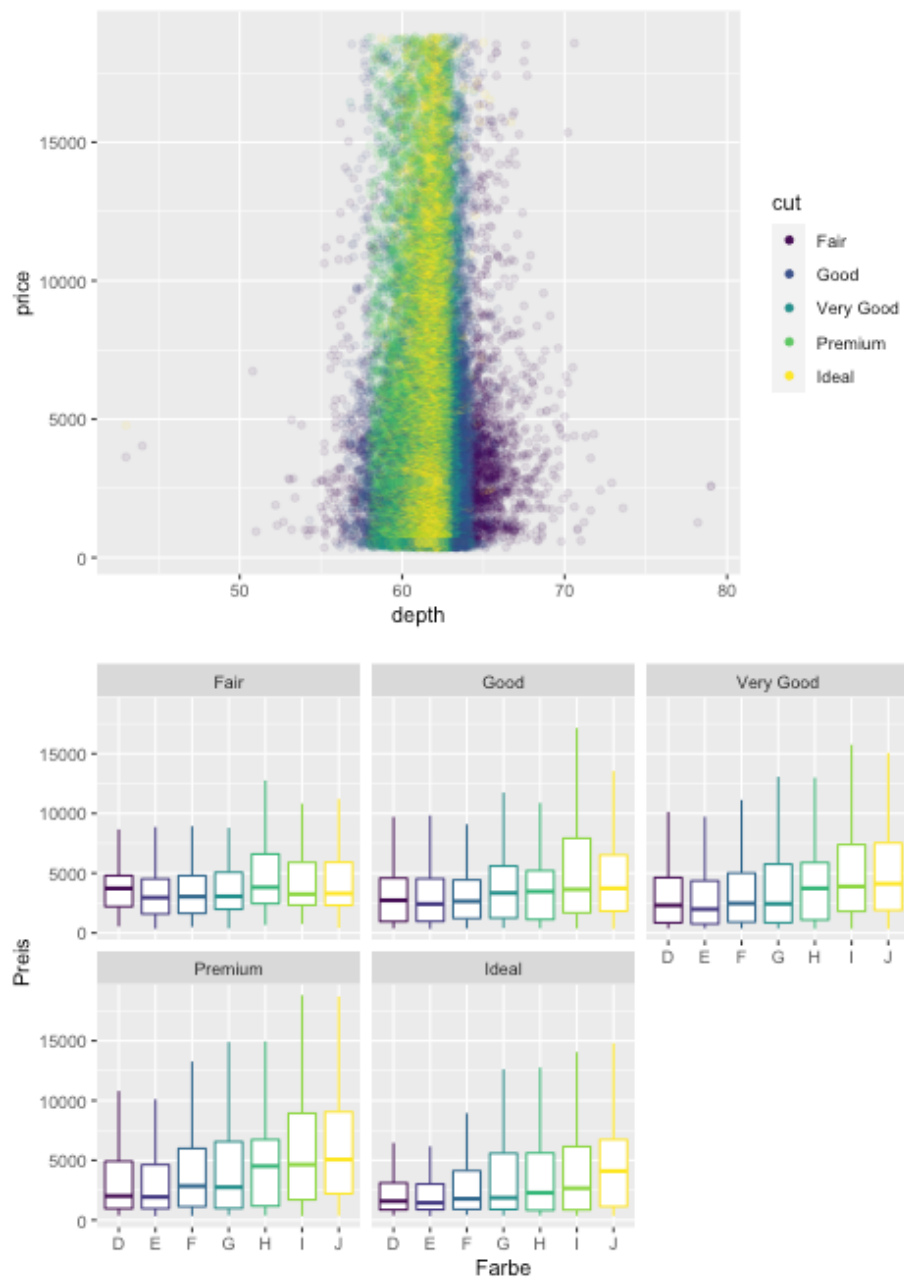 15000
10000
5000
0
price
50 60 70 80
depth
cut
Fair
Good
Very Good
Premium
Ideal
Fair Good Very Good
15000
10000
5000
0
D E F G H I J
Preis
Premium Ideal
15000
10000
5000
0
D E F G H I J D E F G H I J
Farbe